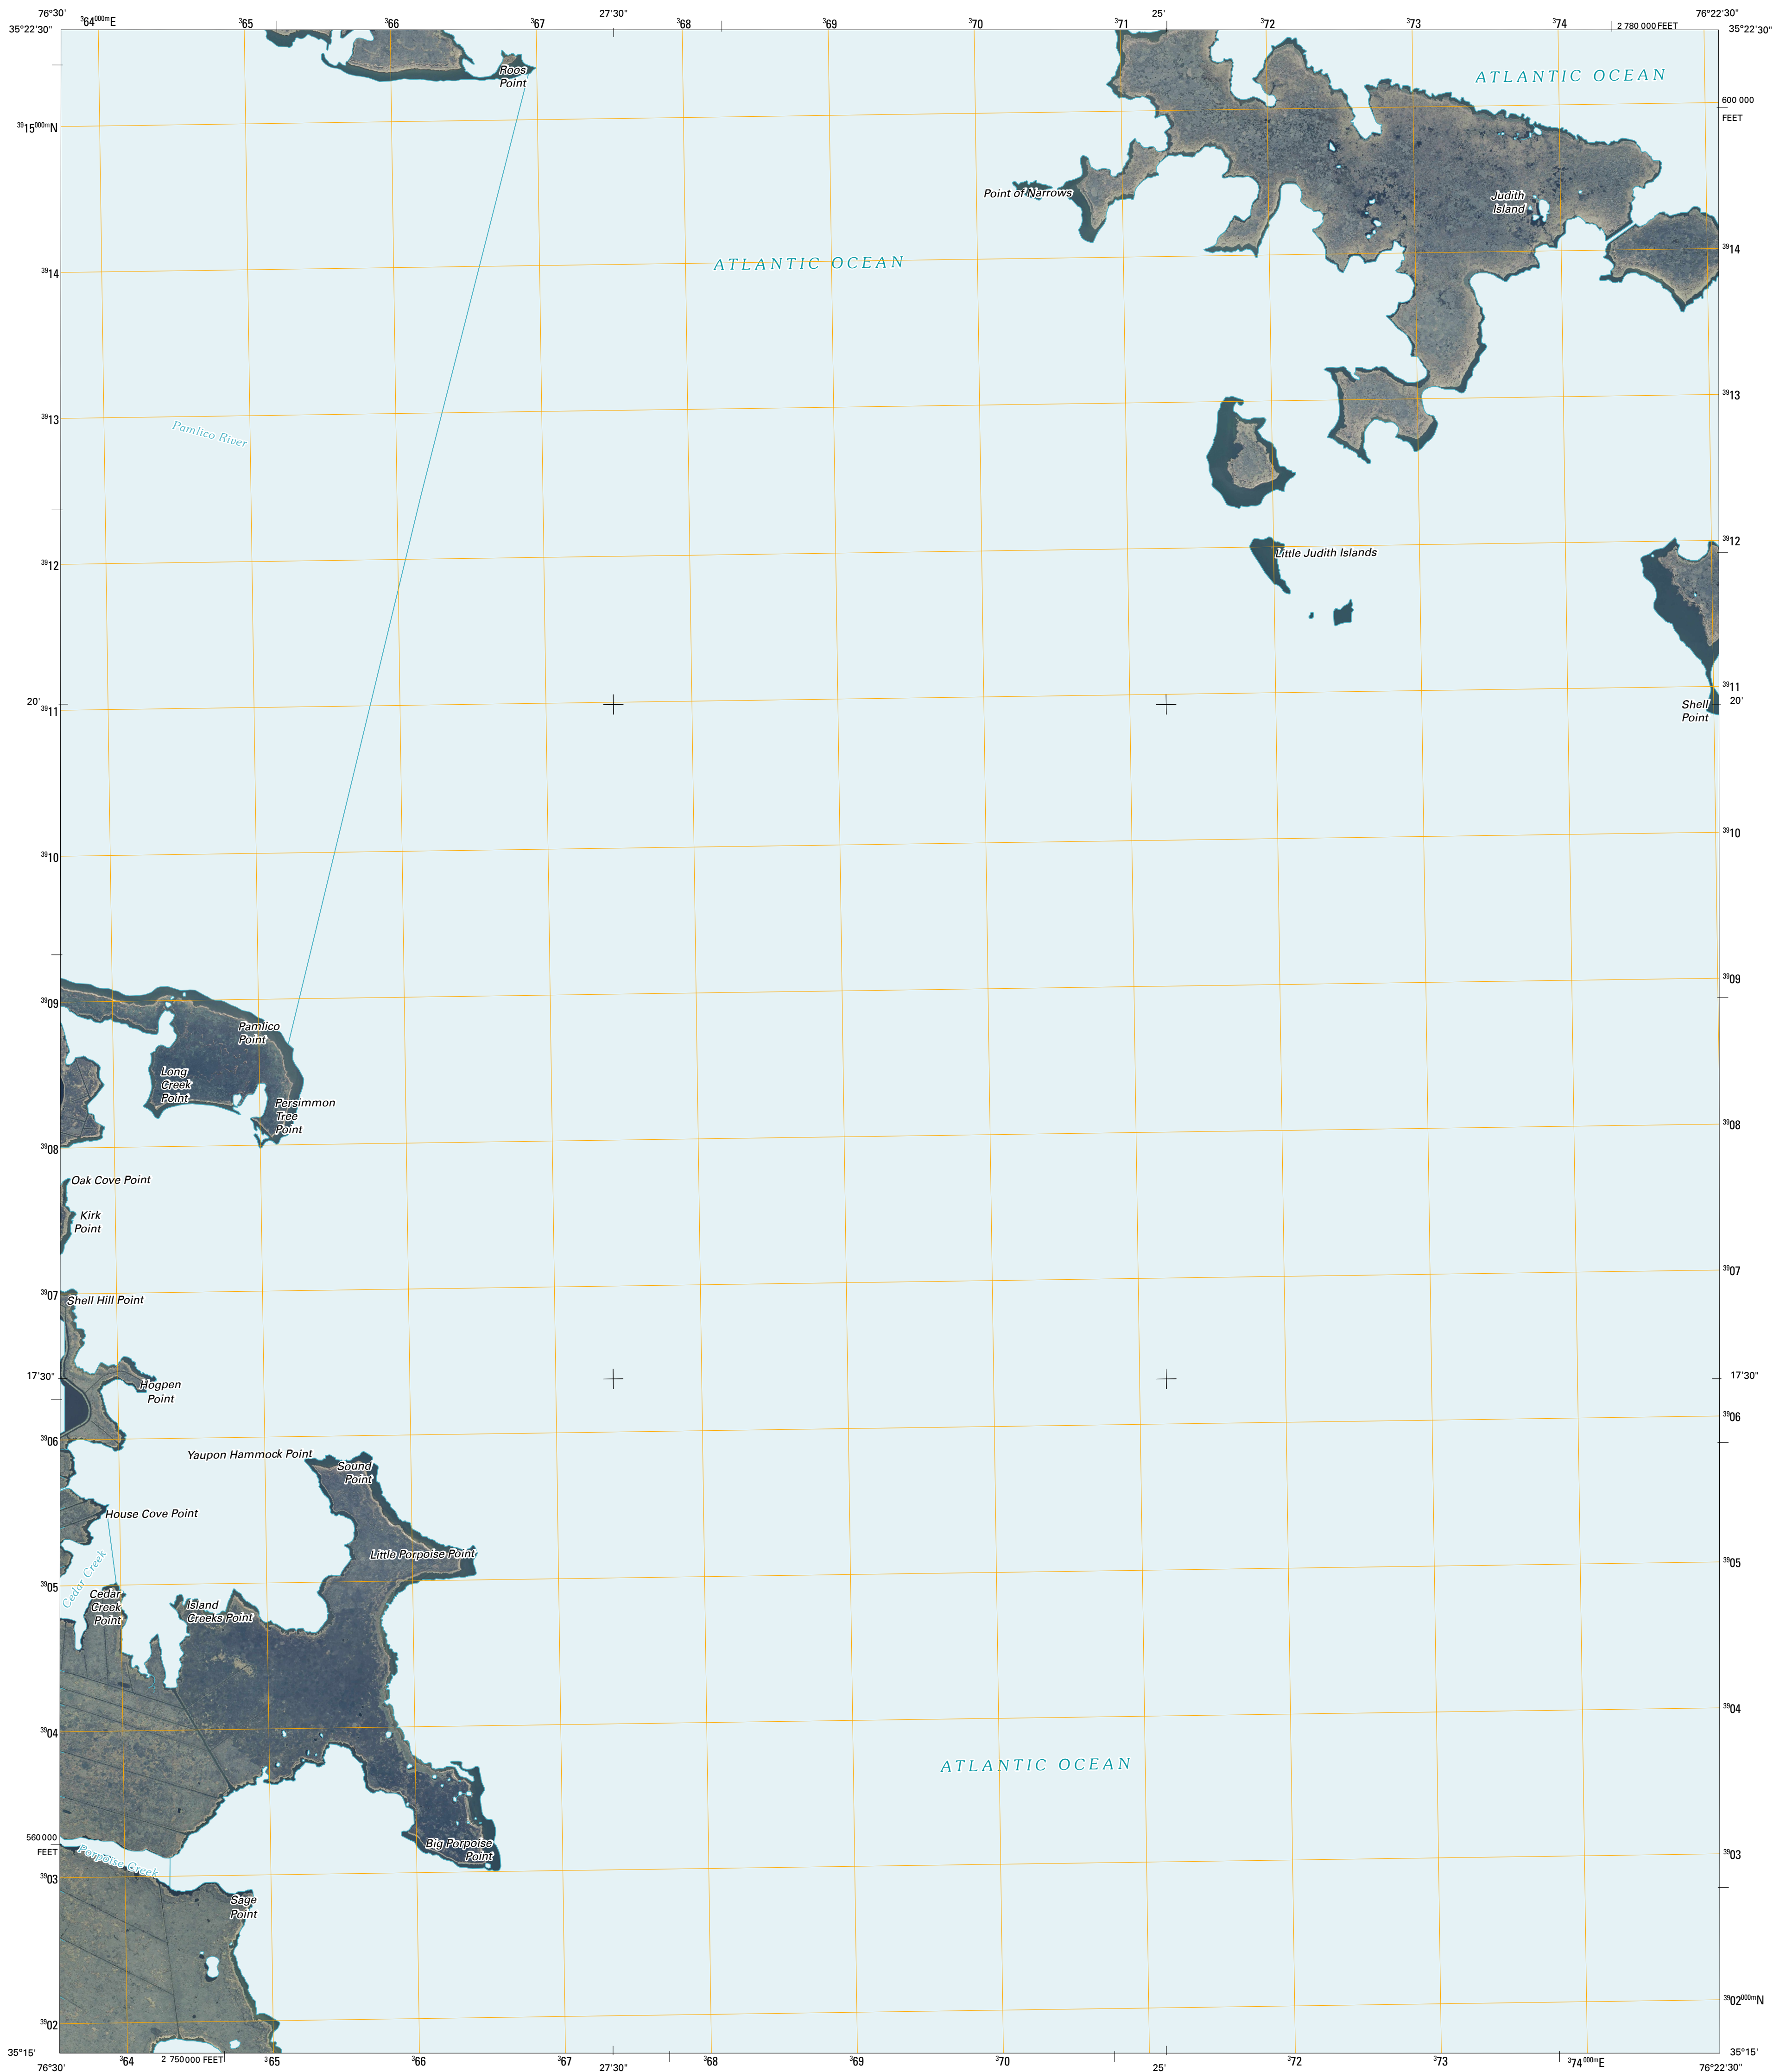 76°30'
³64⁰⁰⁰ᵐE
³65
³66
³67
27'30"
³68
³69
³70
³71
25'
³72
³73
³74
2 780 000 FEET
76°22'30"
35°22'30"
35°22'30"
Roos
Point
ATLANTIC OCEAN
600 000
FEET
³⁹15⁰⁰⁰ᵐN
Point of Narrows
Judith
Island
³⁹14
ATLANTIC OCEAN
³⁹14
³⁹13
³⁹13
Pamlico River
³⁹12
Little Judith Islands
³⁹12
³⁹11
20'
20'
³⁹11
Shell
Point
³⁹10
³⁹10
³⁹09
³⁹09
Pamlico
Point
Long
Creek
Point
Persimmon
Tree
Point
³⁹08
³⁹08
Oak Cove Point
Kirk
Point
³⁹07
³⁹07
Shell Hill Point
17'30"
17'30"
Hogpen
Point
³⁹06
³⁹06
Yaupon Hammock Point
Sound
Point
House Cove Point
Little Porpoise Point
Cedar Creek
³⁹05
³⁹05
Cedar
Creek
Point
Island
Creeks Point
³⁹04
³⁹04
ATLANTIC OCEAN
560 000
FEET
Big Porpoise
Point
Porpoise Creek
³⁹03
³⁹03
Sage
Point
³⁹02
³⁹02⁰⁰⁰ᵐN
35°15'
35°15'
76°30'
³64
2 750 000 FEET
³65
³66
³67
27'30"
³68
³69
³70
25'
³72
³73
³74⁰⁰⁰ᵐE
76°22'30"